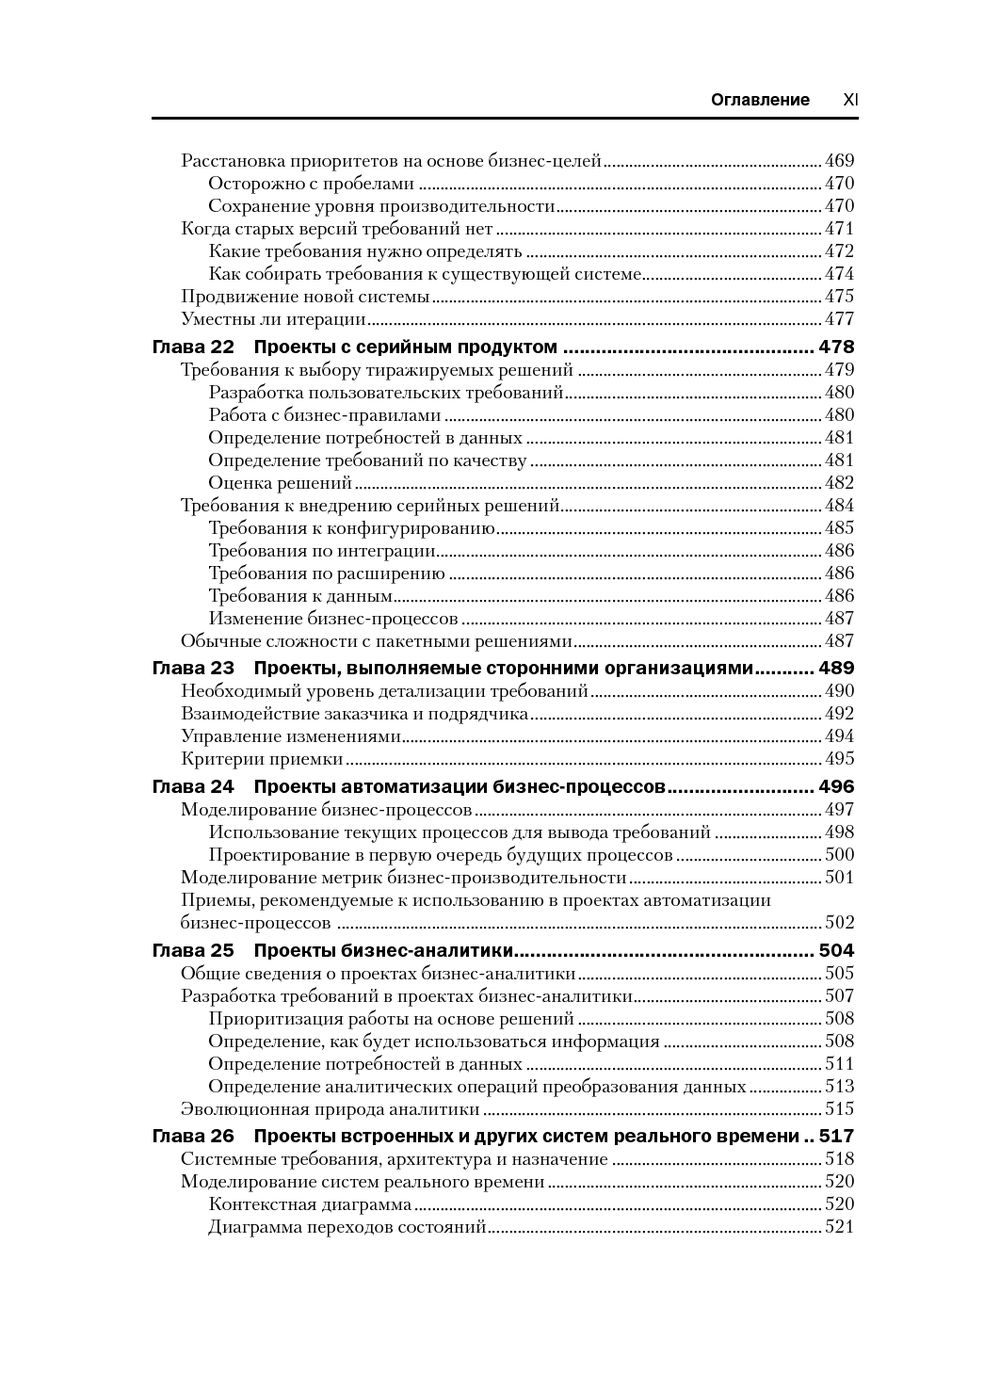 Оглавление XI
Расстановка приоритетов на основе бизнес-целей.................................................. 469
Осторожно с пробелами ............................................................................................ 470
Сохранение уровня производительности............................................................. 470
Когда старых версий требований нет ........................................................................... 471
Какие требования нужно определять .................................................................... 472
Как собирать требования к существующей системе......................................... 474
Продвижение новой системы.......................................................................................... 475
Уместны ли итерации......................................................................................................... 477
Глава 22 Проекты с серийным продуктом ............................................... 478
Требования к выбору тиражируемых решений ........................................................ 479
Разработка пользовательских требований........................................................... 480
Работа с бизнес-правилами ....................................................................................... 480
Определение потребностей в данных .................................................................... 481
Определение требований по качеству ................................................................... 481
Оценка решений ........................................................................................................... 482
Требования к внедрению серийных решений............................................................ 484
Требования к конфигурированию........................................................................... 485
Требования по интеграции......................................................................................... 486
Требования по расширению ...................................................................................... 486
Требования к данным................................................................................................... 486
Изменение бизнес-процессов ................................................................................... 487
Обычные сложности с пакетными решениями.......................................................... 487
Глава 23 Проекты, выполняемые сторонними организациями........... 489
Необходимый уровень детализации требований...................................................... 490
Взаимодействие заказчика и подрядчика.................................................................... 492
Управление изменениями................................................................................................. 494
Критерии приемки .............................................................................................................. 495
Глава 24 Проекты автоматизации бизнес-процессов............................ 496
Моделирование бизнес-процессов ................................................................................ 497
Использование текущих процессов для вывода требований ......................... 498
Проектирование в первую очередь будущих процессов ................................. 500
Моделирование метрик бизнес-производительности ............................................. 501
Приемы, рекомендуемые к использованию в проектах автоматизации
бизнес-процессов ................................................................................................................ 502
Глава 25 Проекты бизнес-аналитики......................................................... 504
Общие сведения о проектах бизнес-аналитики ........................................................ 505
Разработка требований в проектах бизнес-аналитики........................................... 507
Приоритизация работы на основе решений ........................................................ 508
Определение, как будет использоваться информация ..................................... 508
Определение потребностей в данных .................................................................... 511
Определение аналитических операций преобразования данных ................. 513
Эволюционная природа аналитики .............................................................................. 515
Глава 26 Проекты встроенных и других систем реального времени .. 517
Системные требования, архитектура и назначение ................................................. 518
Моделирование систем реального времени ................................................................ 520
Контекстная диаграмма .............................................................................................. 520
Диаграмма переходов состояний.............................................................................. 521